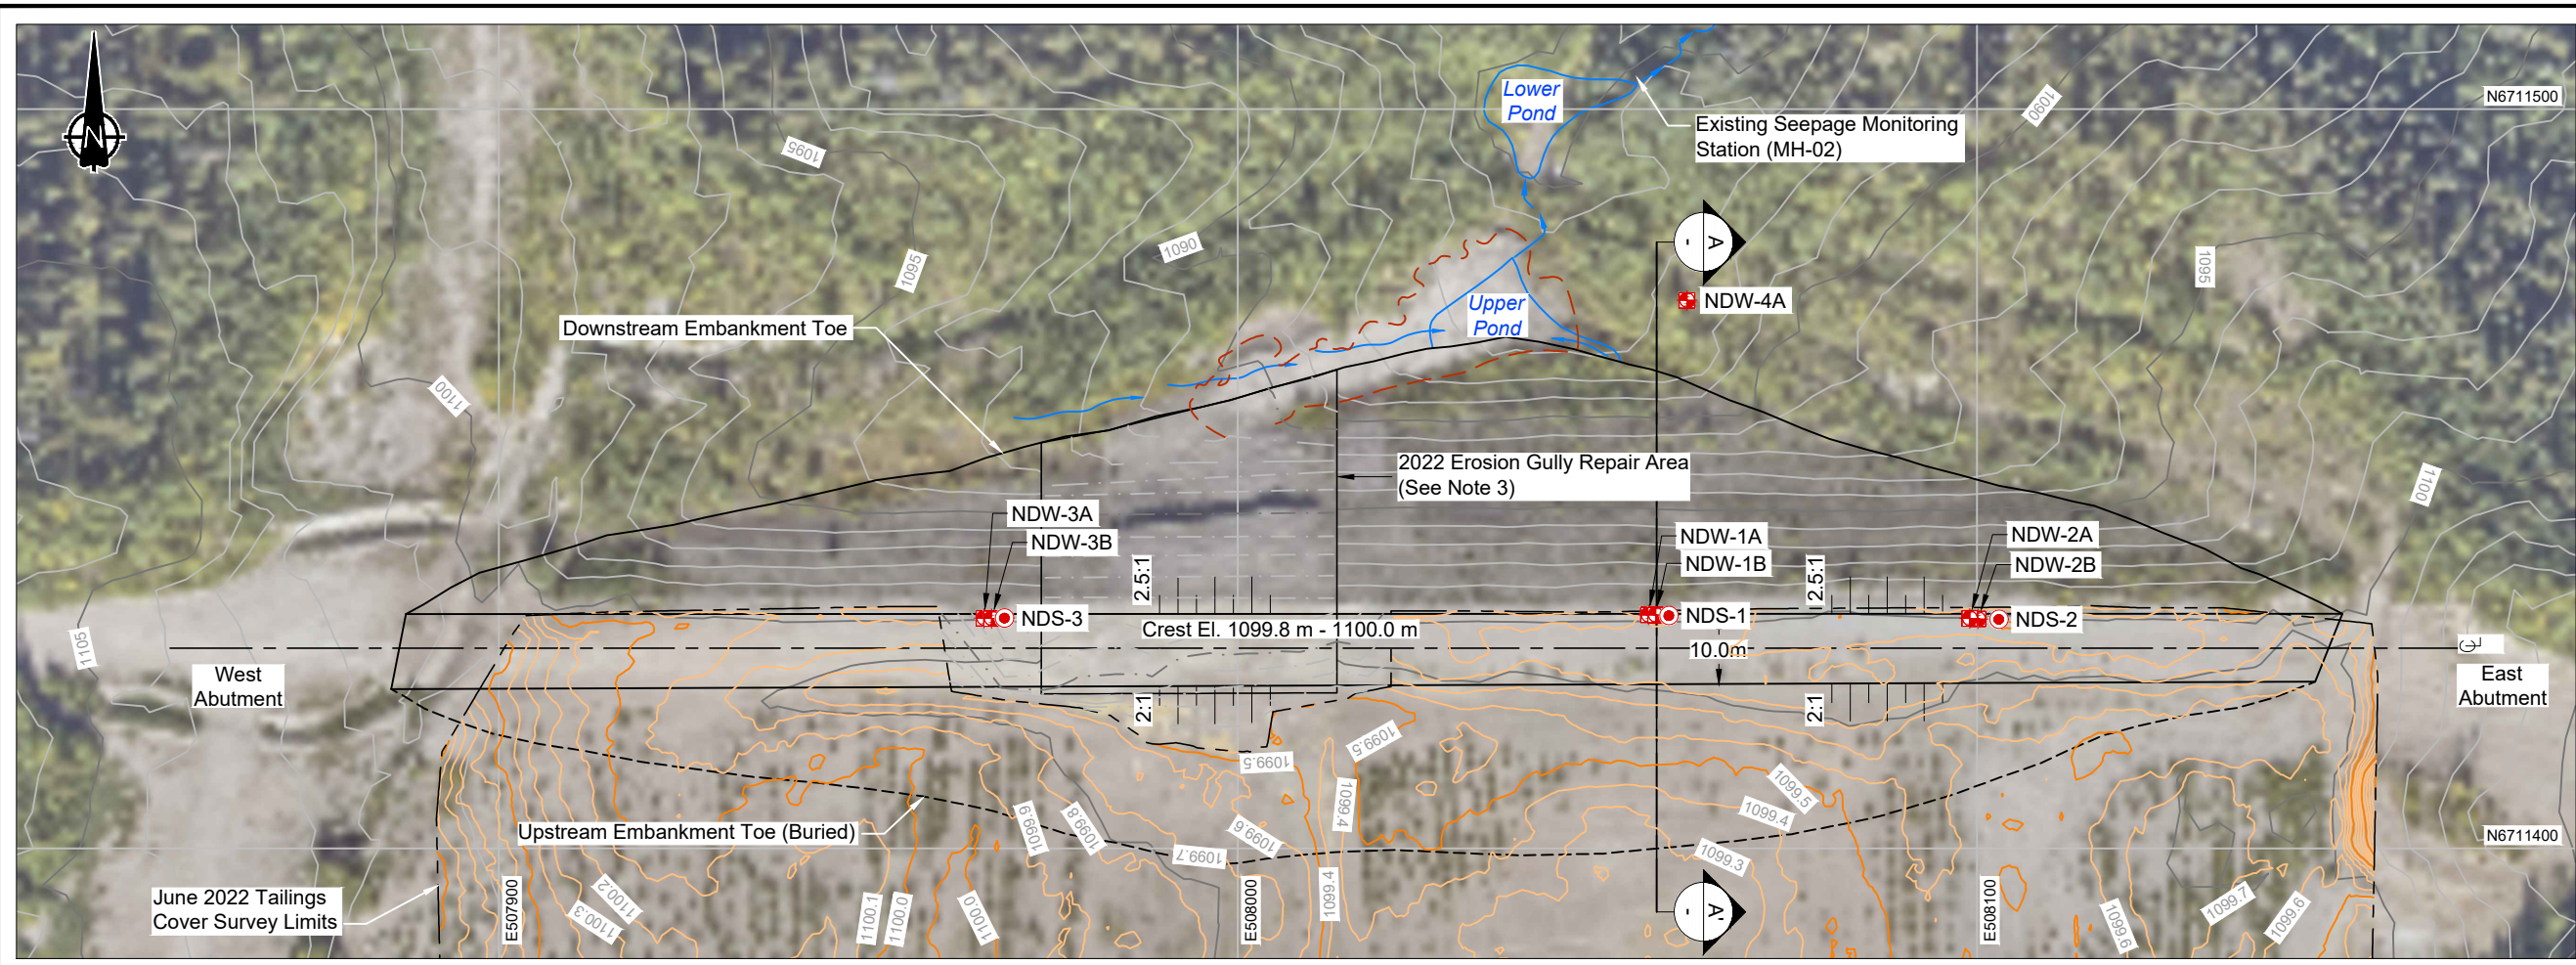 N
Lower
Pond
N6711500
1090
Existing Seepage Monitoring
Station (MH-02)
1095
A
-
1090
1095
1095
NDW-4A
Upper
Pond
Downstream Embankment Toe
1100
2022 Erosion Gully Repair Area
(See Note 3)
1100
NDW-3A
NDW-3B
NDW-1A
NDW-1B
NDW-2A
NDW-2B
2.5:1
2.5:1
NDS-3
Crest El. 1099.8 m - 1100.0 m
NDS-1
NDS-2
1105
10.0m
West
Abutment
East
Abutment
2:1
2:1
1099.5
1099.5
1099.5
1099.4
1099.4
Upstream Embankment Toe (Buried)
1099.9
1099.8
1099.6
1099.7
1099.3
N6711400
June 2022 Tailings
Cover Survey Limits
E507900
1100.2
1100.3
1100.1
1100.0
1100.0
E508000
1099.4
A'
-
E508100
1099.6
1099.7
1099.6